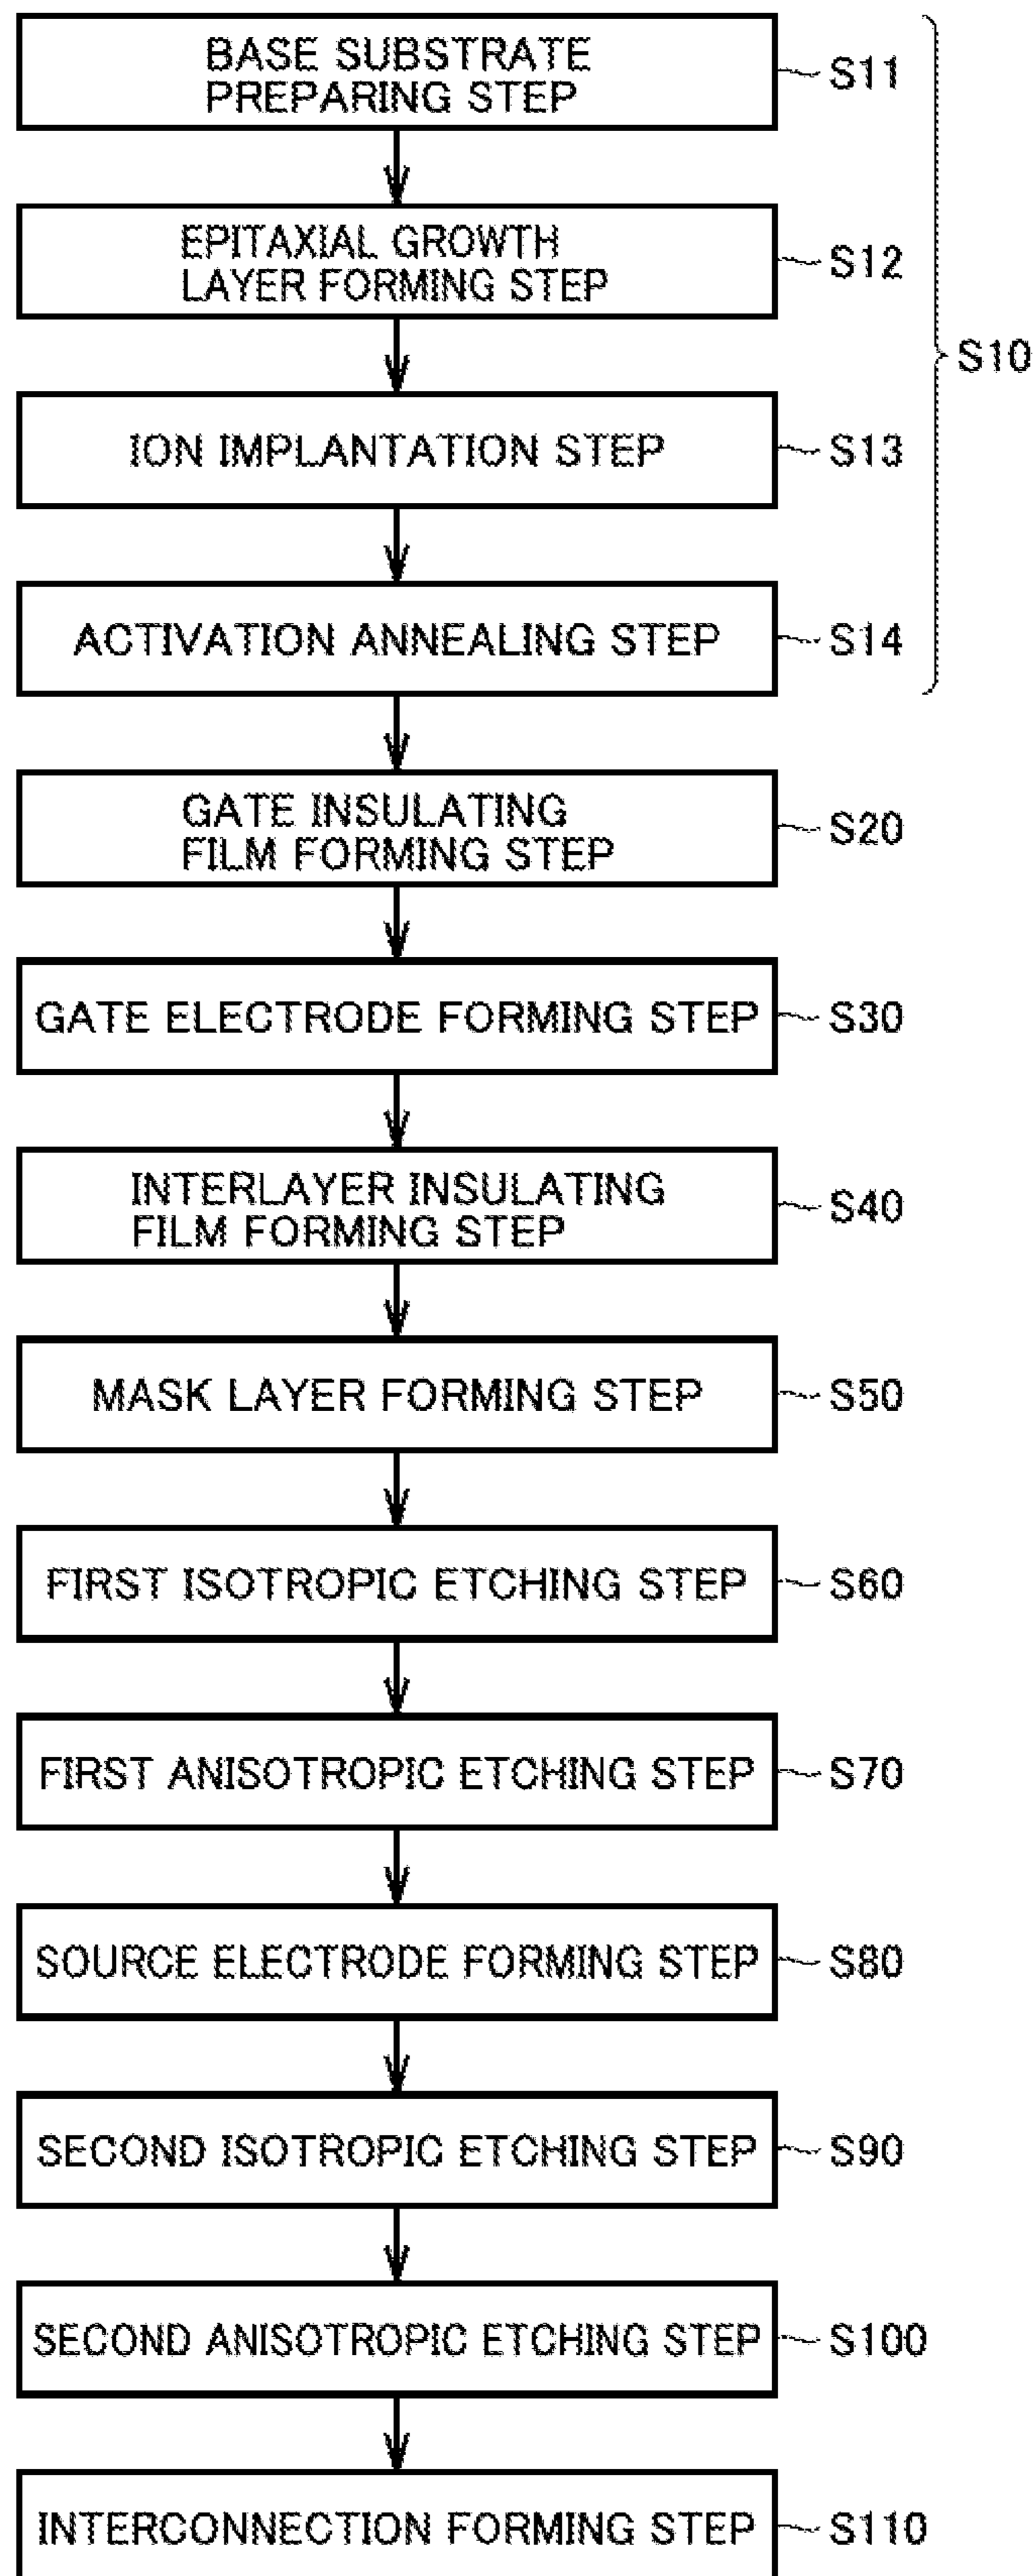 BASE SUBSTRATE
PREPARING STEP
S11
EPITAXIAL GROWTH
LAYER FORMING STEP
S12
S10
ION IMPLANTATION STEP
S13
ACTIVATION ANNEALING STEP
S14
GATE INSULATING
FILM FORMING STEP
S20
GATE ELECTRODE FORMING STEP
S30
INTERLAYER INSULATING
FILM FORMING STEP
S40
MASK LAYER FORMING STEP
S50
FIRST ISOTROPIC ETCHING STEP
S60
FIRST ANISOTROPIC ETCHING STEP
S70
SOURCE ELECTRODE FORMING STEP
S80
SECOND ISOTROPIC ETCHING STEP
S90
SECOND ANISOTROPIC ETCHING STEP
S100
INTERCONNECTION FORMING STEP
S110